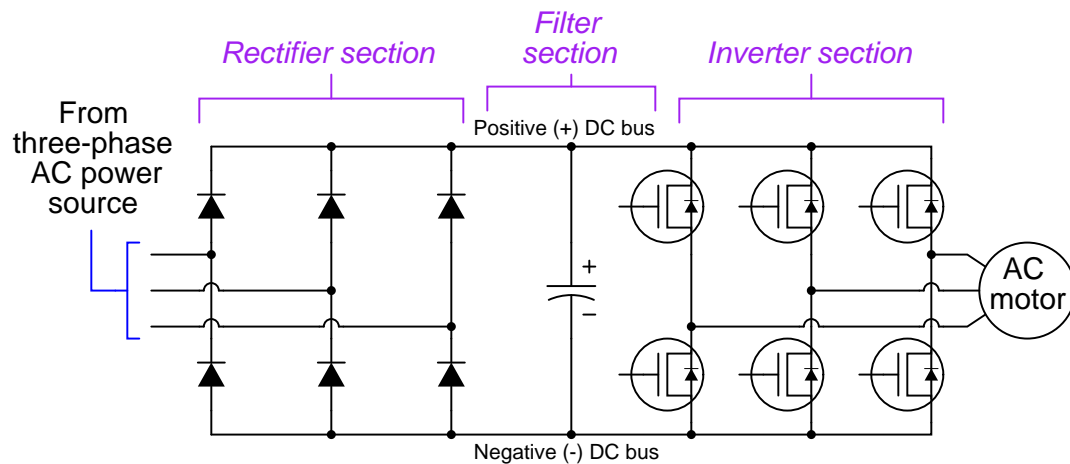 Rectifier section
Filter
section
Inverter section
From
three-phase
AC power
source
Positive (+) DC bus
+
-
AC
motor
Negative (-) DC bus